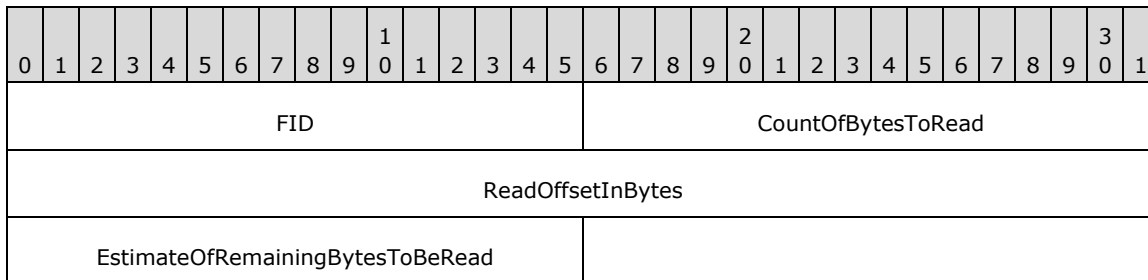 1 2 3
0 1 2 3 4 5 6 7 8 9 0 1 2 3 4 5 6 7 8 9 0 1 2 3 4 5 6 7 8 9 0 1
FID CountOfBytesToRead
ReadOffsetInBytes
EstimateOfRemainingBytesToBeRead